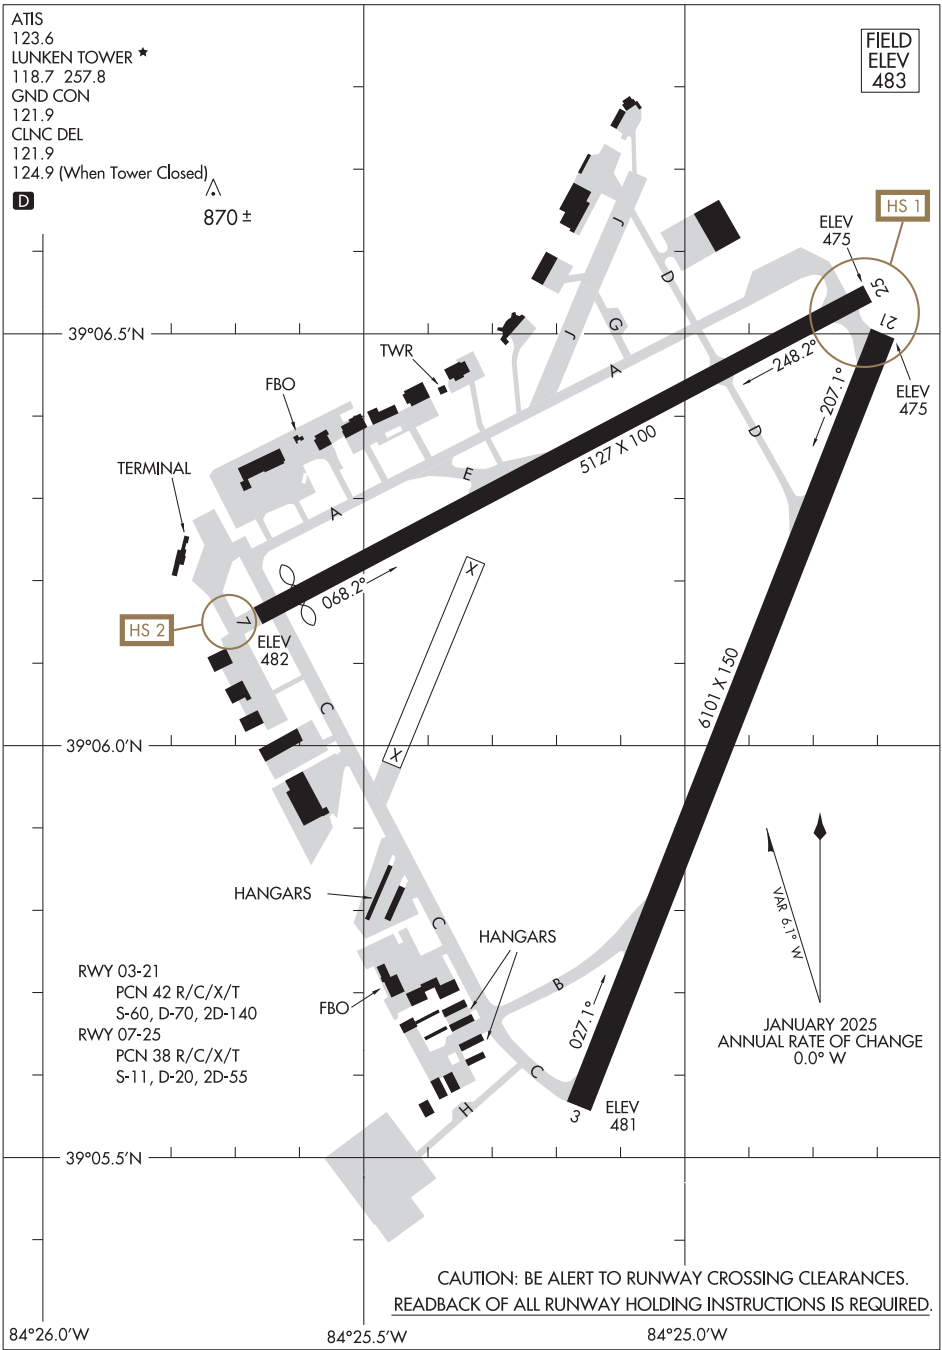 ATIS
123.6
LUNKEN TOWER ★
118.7 257.8
GND CON
121.9
CLNC DEL
121.9
124.9 (When Tower Closed)
D
870 ±
FIELD
ELEV
483
HS 1
ELEV
475
25
21
J
D
39°06.5'N
G
J
TWR
A
248.2°
207.1°
ELEV
475
FBO
D
5127 X 100
TERMINAL
E
A
X
068.2°
HS 2
7
ELEV
482
C
6101 X 150
39°06.0'N
X
VAR 6.1° W
HANGARS
C
HANGARS
RWY 03-21
PCN 42 R/C/X/T
S-60, D-70, 2D-140
RWY 07-25
PCN 38 R/C/X/T
S-11, D-20, 2D-55
FBO
B
027.1°
JANUARY 2025
ANNUAL RATE OF CHANGE
0.0° W
C
H
3
ELEV
481
39°05.5'N
CAUTION: BE ALERT TO RUNWAY CROSSING CLEARANCES.
READBACK OF ALL RUNWAY HOLDING INSTRUCTIONS IS REQUIRED.
84°26.0'W
84°25.5'W
84°25.0'W